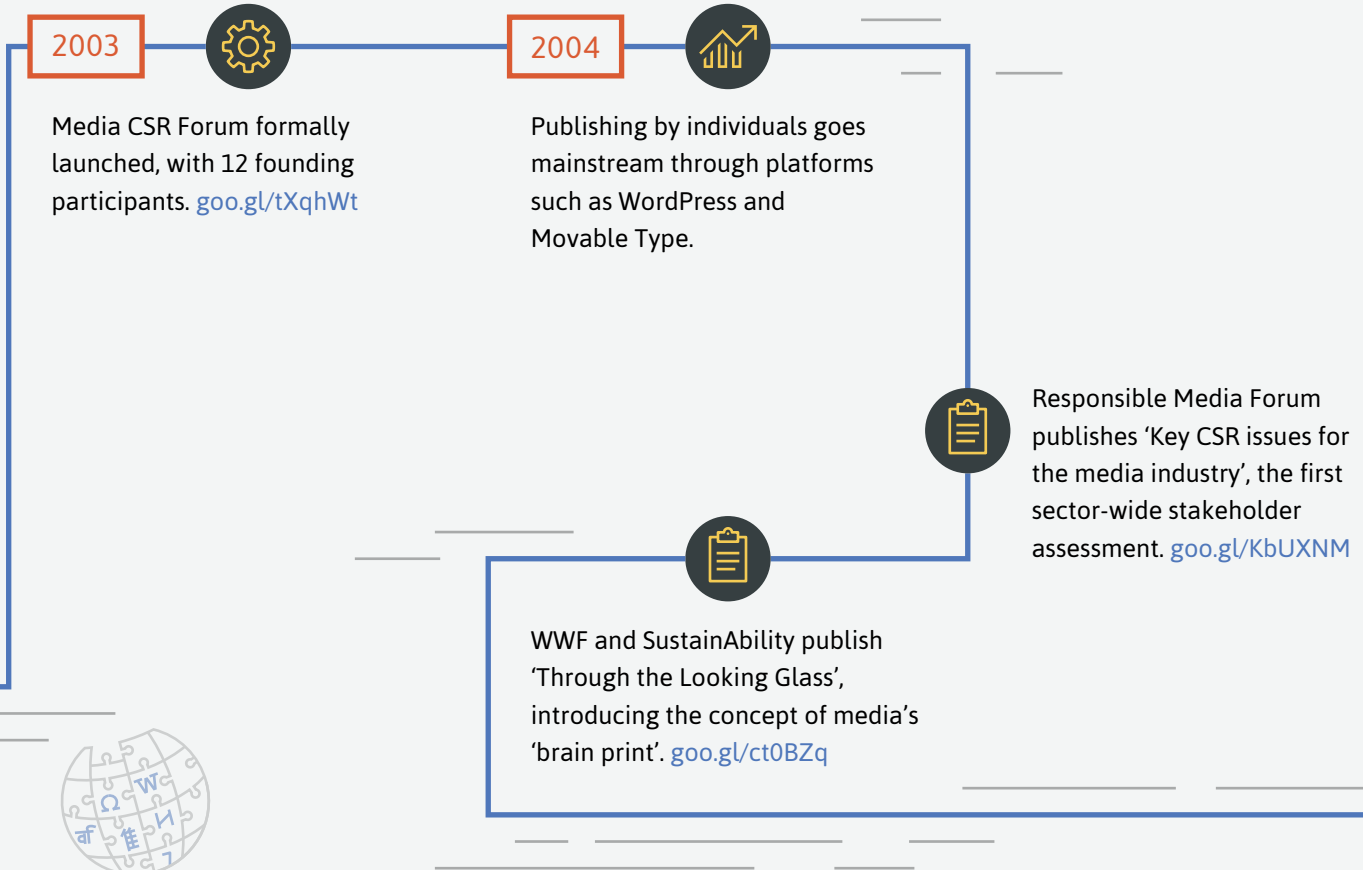 2003
Media CSR Forum formally
launched, with 12 founding
participants. goo.gl/tXqhWt
2004
Publishing by individuals goes
mainstream through platforms
such as WordPress and
Movable Type.
Responsible Media Forum
publishes ‘Key CSR issues for
the media industry’, the first
sector-wide stakeholder
assessment. goo.gl/KbUXNM
WWF and SustainAbility publish
‘Through the Looking Glass’,
introducing the concept of media’s
‘brain print’. goo.gl/ct0BZq
Ω W
И